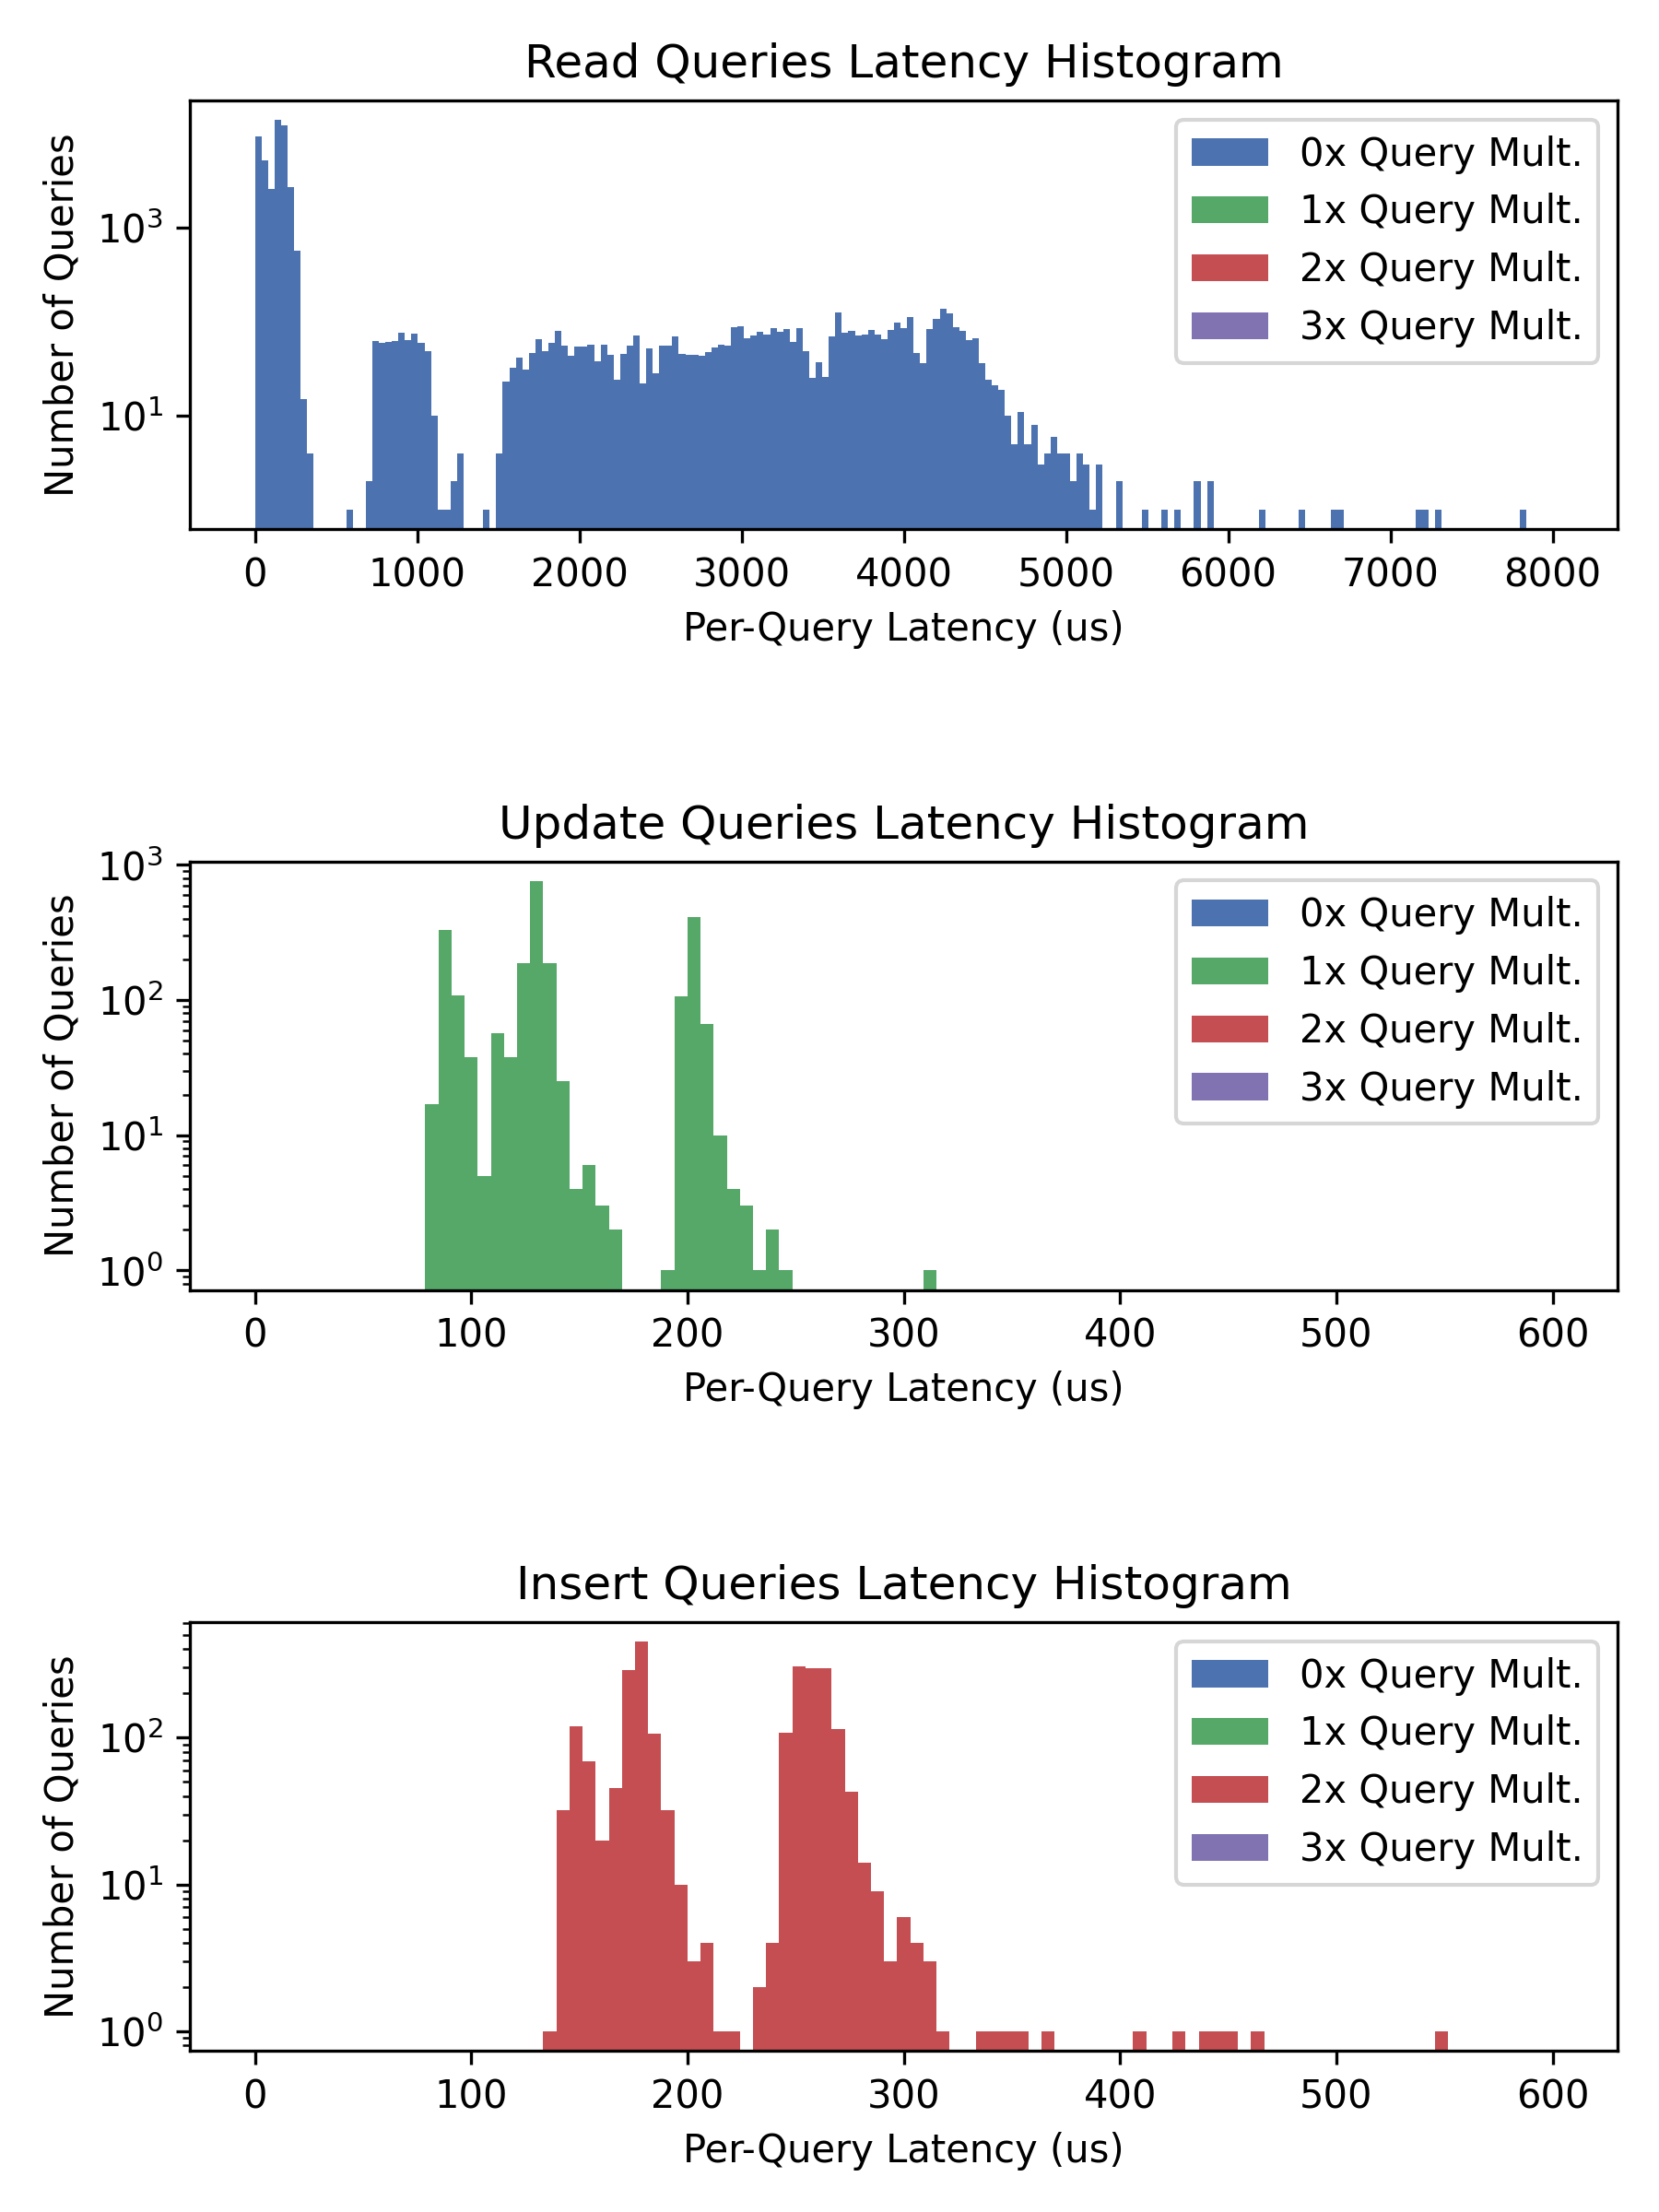 Read Queries Latency Histogram
Number of Queries
10³
10¹
0x Query Mult.
1x Query Mult.
2x Query Mult.
3x Query Mult.
0 1000 2000 3000 4000 5000 6000 7000 8000
Per-Query Latency (us)
Update Queries Latency Histogram
Number of Queries
10³
10²
10¹
10⁰
0x Query Mult.
1x Query Mult.
2x Query Mult.
3x Query Mult.
0 100 200 300 400 500 600
Per-Query Latency (us)
Insert Queries Latency Histogram
Number of Queries
10²
10¹
10⁰
0x Query Mult.
1x Query Mult.
2x Query Mult.
3x Query Mult.
0 100 200 300 400 500 600
Per-Query Latency (us)